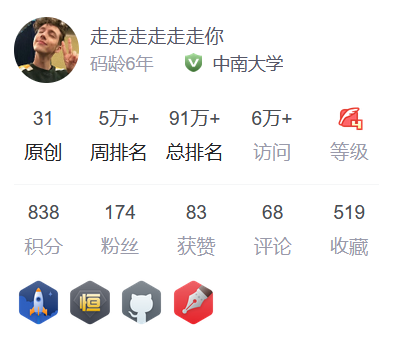 走走走走走走你
码龄6年 中南大学
31 5万+ 91万+ 6万+ 4
原创 周排名 总排名 访问 等级
838 174 83 68 519
积分 粉丝 获赞 评论 收藏
恒